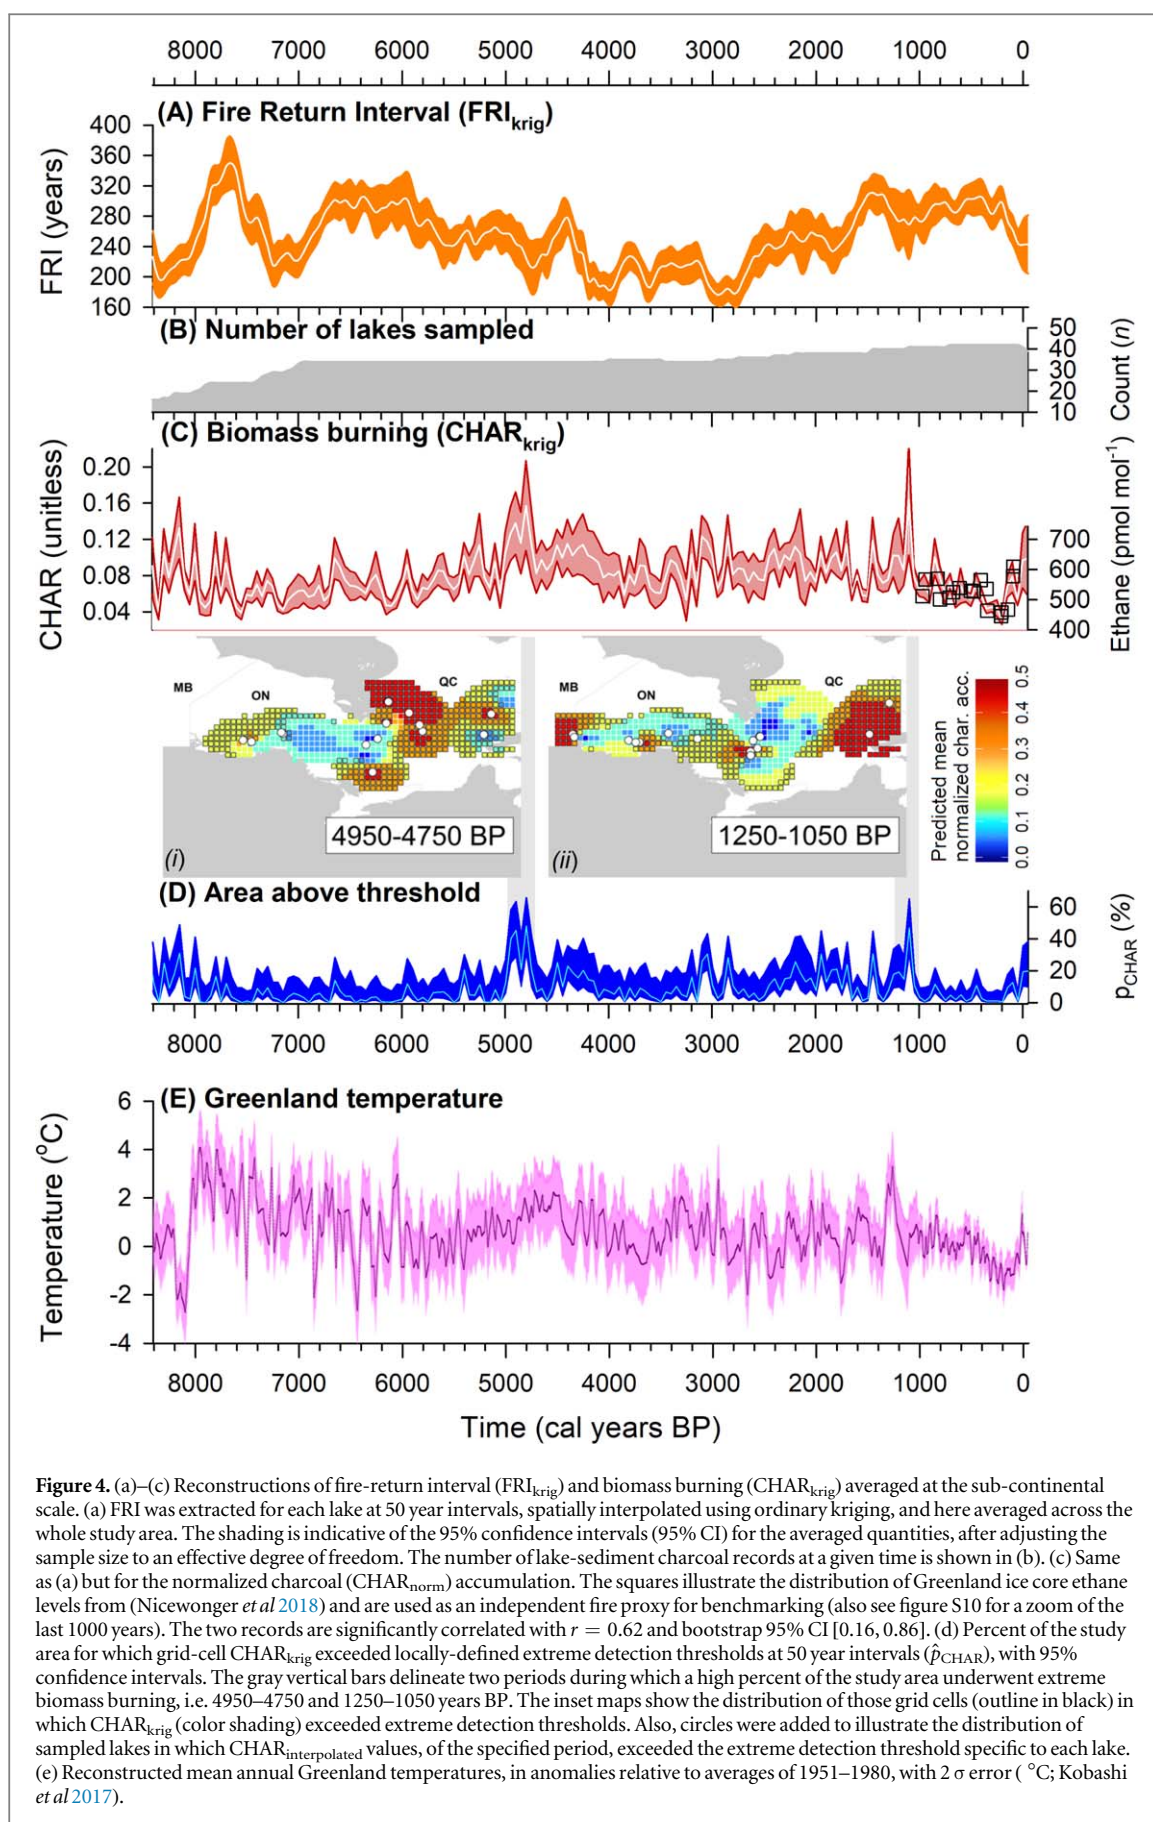 8000 7000 6000 5000 4000 3000 2000 1000 0
(A) Fire Return Interval (FRIkrig)
400
360
320
280
240
200
160
FRI (years)
(B) Number of lakes sampled
50
40
30
20
10
Count (n)
(C) Biomass burning (CHARkrig)
0.20
0.16
0.12
0.08
0.04
CHAR (unitless)
700
600
500
400
Ethane (pmol mol⁻¹)
MB
ON
QC
4950-4750 BP
(i)
MB
ON
QC
1250-1050 BP
(ii)
Predicted mean
normalized char. acc.
0.5
0.4
0.3
0.2
0.1
0.0
(D) Area above threshold
60
40
20
0
pCHAR (%)
8000 7000 6000 5000 4000 3000 2000 1000 0
(E) Greenland temperature
6
4
2
0
-2
-4
Temperature (°C)
8000 7000 6000 5000 4000 3000 2000 1000 0
Time (cal years BP)
Figure 4. (a)–(c) Reconstructions of fire-return interval (FRIkrig) and biomass burning (CHARkrig) averaged at the sub-continental
scale. (a) FRI was extracted for each lake at 50 year intervals, spatially interpolated using ordinary kriging, and here averaged across the
whole study area. The shading is indicative of the 95% confidence intervals (95% CI) for the averaged quantities, after adjusting the
sample size to an effective degree of freedom. The number of lake-sediment charcoal records at a given time is shown in (b). (c) Same
as (a) but for the normalized charcoal (CHARnorm) accumulation. The squares illustrate the distribution of Greenland ice core ethane
levels from (Nicewonger et al 2018) and are used as an independent fire proxy for benchmarking (also see figure S10 for a zoom of the
last 1000 years). The two records are significantly correlated with r = 0.62 and bootstrap 95% CI [0.16, 0.86]. (d) Percent of the study
area for which grid-cell CHARkrig exceeded locally-defined extreme detection thresholds at 50 year intervals (p̂CHAR), with 95%
confidence intervals. The gray vertical bars delineate two periods during which a high percent of the study area underwent extreme
biomass burning, i.e. 4950–4750 and 1250–1050 years BP. The inset maps show the distribution of those grid cells (outline in black) in
which CHARkrig (color shading) exceeded extreme detection thresholds. Also, circles were added to illustrate the distribution of
sampled lakes in which CHARinterpolated values, of the specified period, exceeded the extreme detection threshold specific to each lake.
(e) Reconstructed mean annual Greenland temperatures, in anomalies relative to averages of 1951–1980, with 2 σ error ( °C; Kobashi
et al 2017).